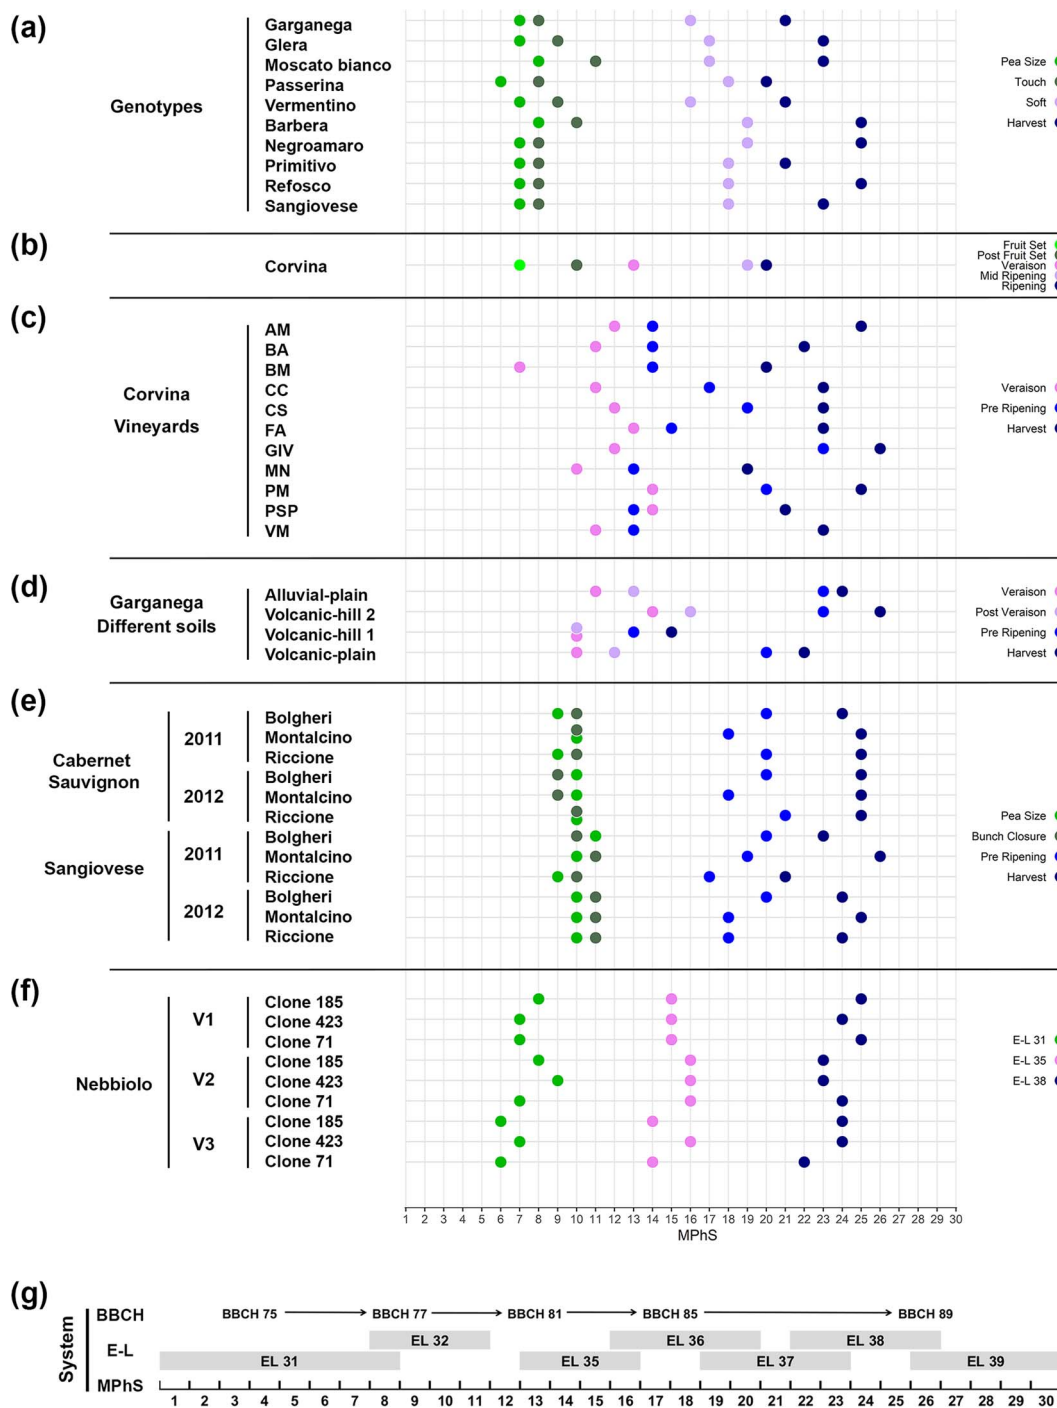 (a)
Genotypes
Garganega
Glera
Moscato bianco
Passerina
Vermentino
Barbera
Negroamaro
Primitivo
Refosco
Sangiovese
Pea Size
Touch
Soft
Harvest
(b)
Corvina
Fruit Set
Post Fruit Set
Veraison
Mid Ripening
Ripening
(c)
Corvina
Vineyards
AM
BA
BM
CC
CS
FA
GIV
MN
PM
PSP
VM
Veraison
Pre Ripening
Harvest
(d)
Garganega
Different soils
Alluvial-plain
Volcanic-hill 2
Volcanic-hill 1
Volcanic-plain
Veraison
Post Veraison
Pre Ripening
Harvest
(e)
Cabernet
Sauvignon
2011
Bolgheri
Montalcino
Riccione
2012
Bolgheri
Montalcino
Riccione
Sangiovese
2011
Bolgheri
Montalcino
Riccione
2012
Bolgheri
Montalcino
Riccione
Pea Size
Bunch Closure
Pre Ripening
Harvest
(f)
Nebbiolo
V1
Clone 185
Clone 423
Clone 71
V2
Clone 185
Clone 423
Clone 71
V3
Clone 185
Clone 423
Clone 71
E-L 31
E-L 35
E-L 38
1 2 3 4 5 6 7 8 9 10 11 12 13 14 15 16 17 18 19 20 21 22 23 24 25 26 27 28 29 30
MPhS
(g)
System
BBCH BBCH 75 BBCH 77 BBCH 81 BBCH 85 BBCH 89
E-L
EL 32 EL 36 EL 38
EL 31 EL 35 EL 37 EL 39
MPhS
1 2 3 4 5 6 7 8 9 10 11 12 13 14 15 16 17 18 19 20 21 22 23 24 25 26 27 28 29 30